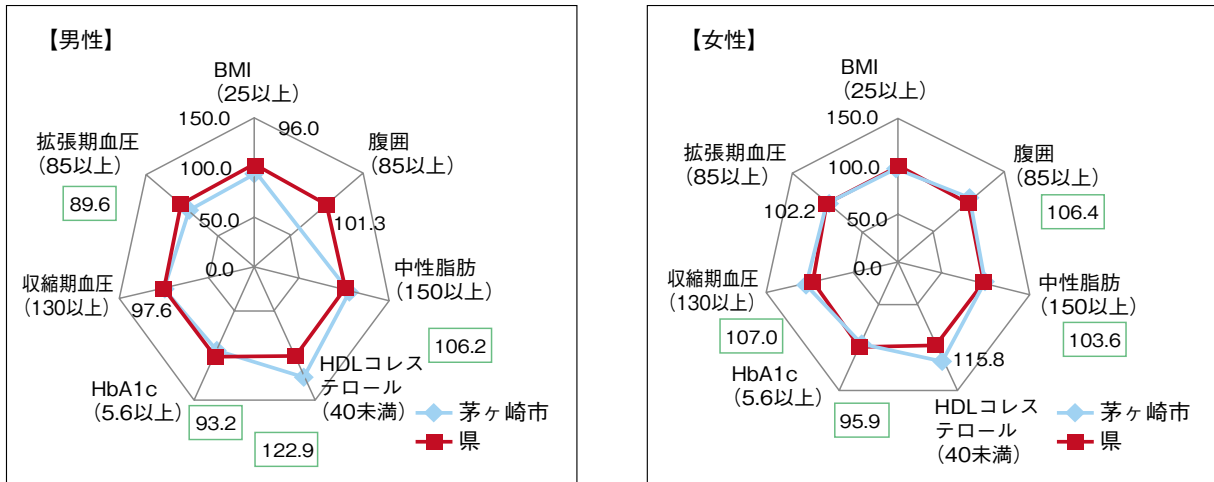 【男性】
BMI
（25以上）
150.0
96.0
拡張期血圧
（85以上）
腹囲
（85以上）
100.0
89.6
50.0
101.3
0.0
中性脂肪
（150以上）
収縮期血圧
（130以上）
97.6
106.2
HDLコレス
テロール
（40未満）
HbA1c
（5.6以上）
93.2
122.9
茅ヶ崎市
県
【女性】
BMI
（25以上）
150.0
拡張期血圧
（85以上）
腹囲
（85以上）
100.0
102.2
50.0
106.4
0.0
収縮期血圧
（130以上）
中性脂肪
（150以上）
107.0
103.6
115.8
HbA1c
（5.6以上）
95.9
HDLコレス
テロール
（40未満）
茅ヶ崎市
県